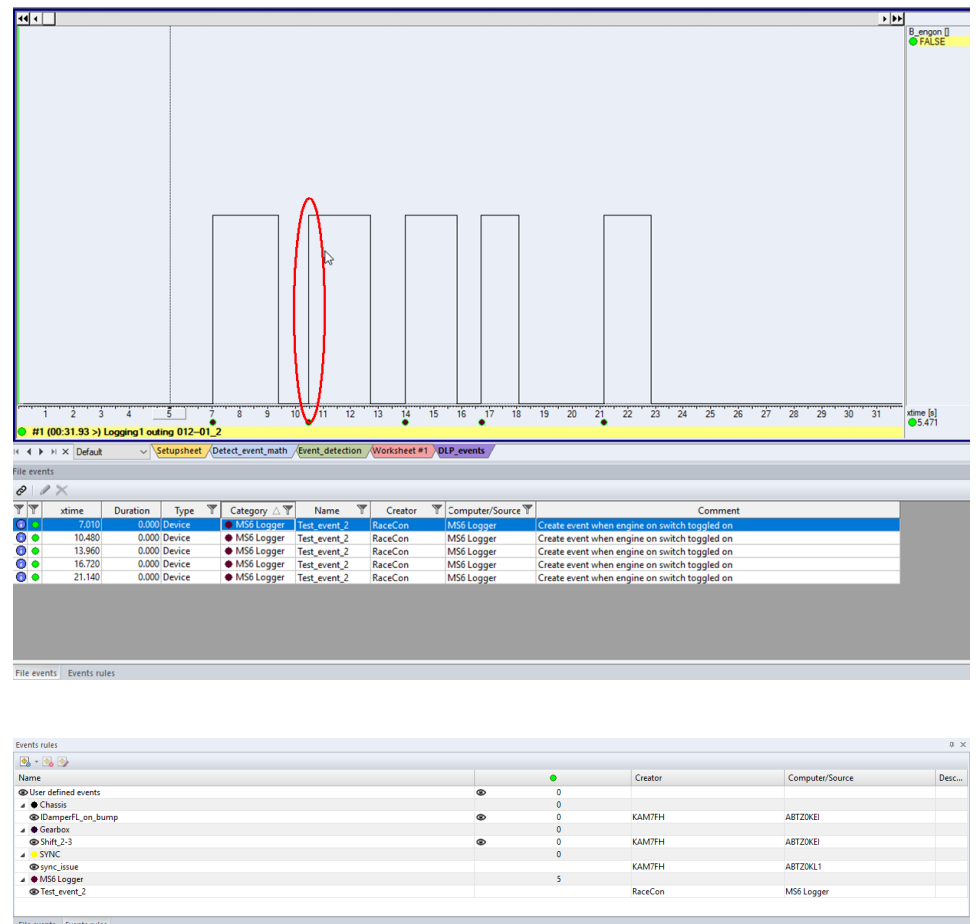 B_engon []
FALSE
1 2 3 4 5 6 7 8 9 10 11 12 13 14 15 16 17 18 19 20 21 22 23 24 25 26 27 28 29 30 31
xtime [s]
5.471
#1 (00:31.93 >) Logging1 outing 012–01_2
Default Setupsheet Detect_event_math Event_detection Worksheet #1 DLP_events
File events
xtime Duration Type Category Name Creator Computer/Source Comment
7.010 0.000 Device MS6 Logger Test_event_2 RaceCon MS6 Logger Create event when engine on switch toggled on
10.480 0.000 Device MS6 Logger Test_event_2 RaceCon MS6 Logger Create event when engine on switch toggled on
13.960 0.000 Device MS6 Logger Test_event_2 RaceCon MS6 Logger Create event when engine on switch toggled on
16.720 0.000 Device MS6 Logger Test_event_2 RaceCon MS6 Logger Create event when engine on switch toggled on
21.140 0.000 Device MS6 Logger Test_event_2 RaceCon MS6 Logger Create event when engine on switch toggled on
File events Events rules
Events rules
Name Creator Computer/Source Desc...
User defined events 0
Chassis 0
lDamperFL_on_bump 0 KAM7FH ABTZ0KEI
Gearbox 0
Shift_2-3 0 KAM7FH ABTZ0KEI
SYNC 0
sync_issue KAM7FH ABTZ0KL1
MS6 Logger 5
Test_event_2 RaceCon MS6 Logger
File events Events rules